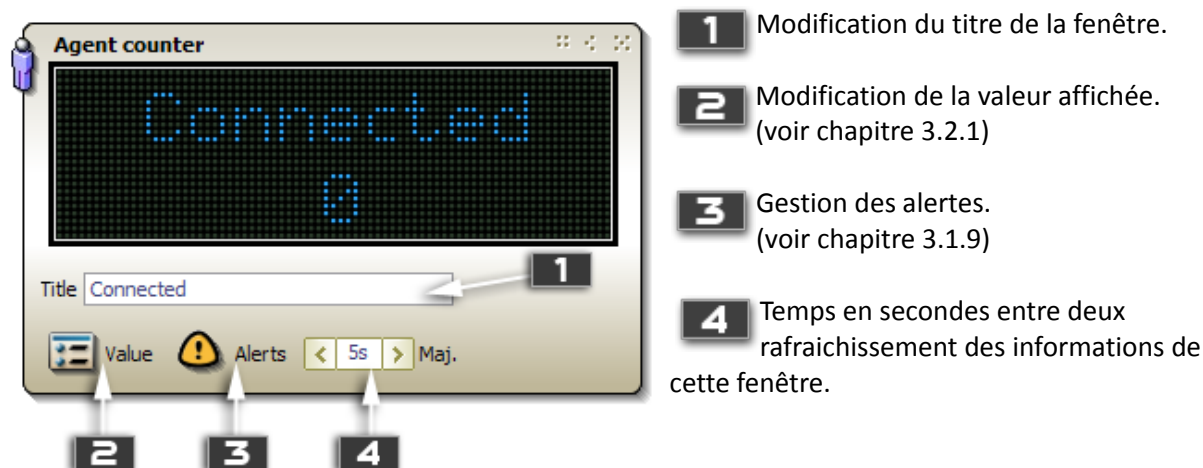 Agent counter
Connected
0
Title Connected
1
Value Alerts < 5s > Maj.
2 3 4
1 Modification du titre de la fenêtre.
2 Modification de la valeur affichée.
(voir chapitre 3.2.1)
3 Gestion des alertes.
(voir chapitre 3.1.9)
4 Temps en secondes entre deux
rafraichissement des informations de
cette fenêtre.